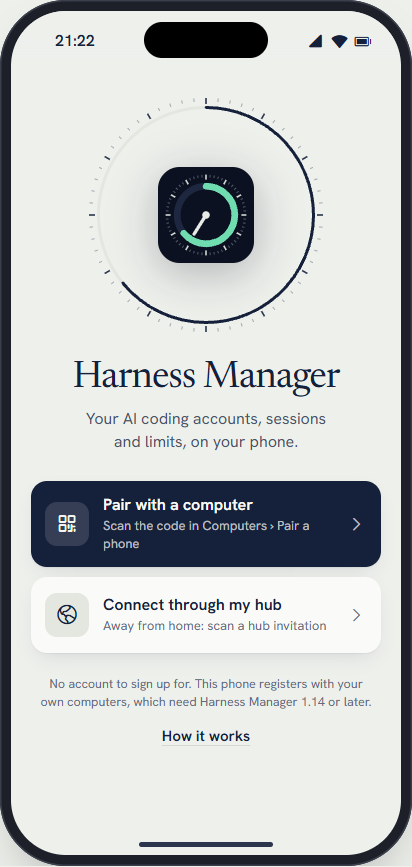 21:22
Harness Manager
Your AI coding accounts, sessions
and limits, on your phone.
Pair with a computer
Scan the code in Computers › Pair a
phone
Connect through my hub
Away from home: scan a hub invitation
No account to sign up for. This phone registers with your
own computers, which need Harness Manager 1.14 or later.
How it works